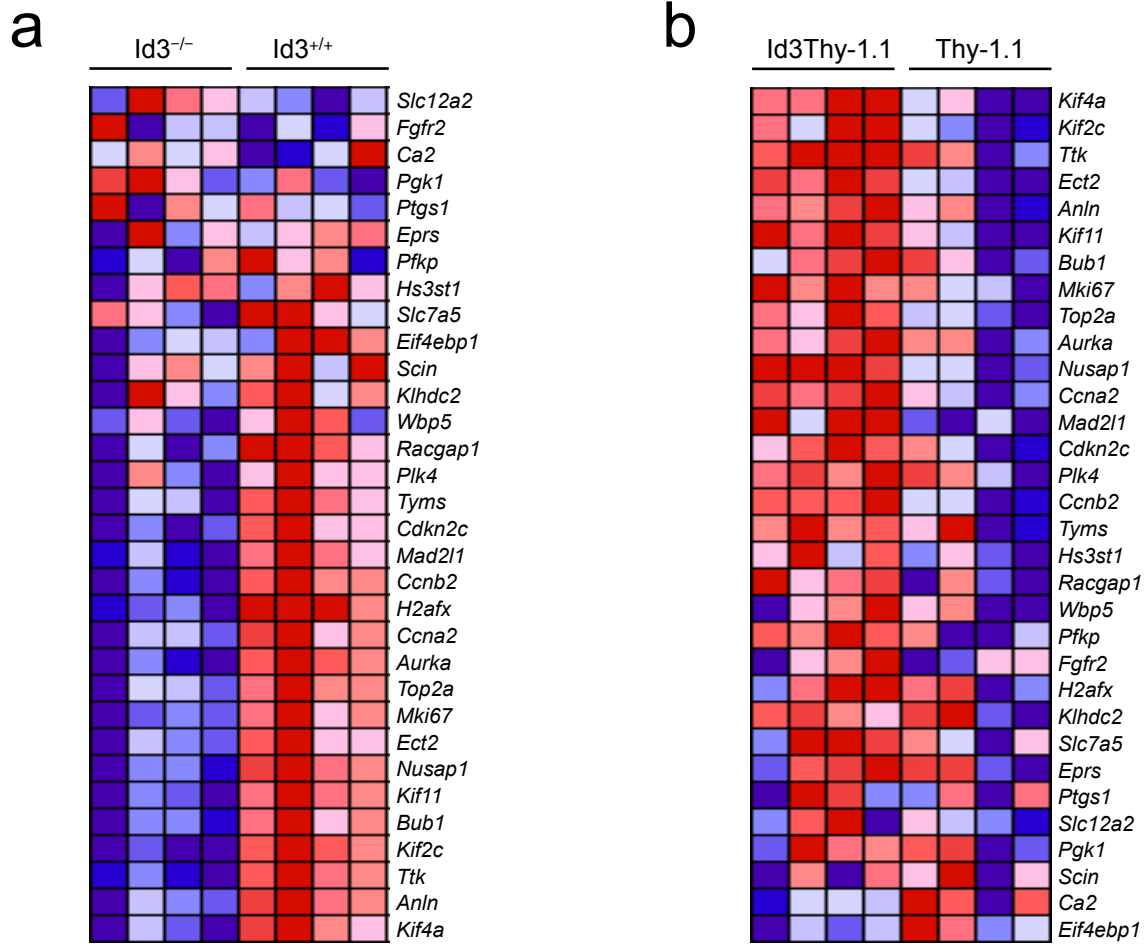 a
Id3⁻/⁻ Id3⁺/⁺
Slc12a2
Fgfr2
Ca2
Pgk1
Ptgs1
Eprs
Pfkp
Hs3st1
Slc7a5
Eif4ebp1
Scin
Klhdc2
Wbp5
Racgap1
Plk4
Tyms
Cdkn2c
Mad2l1
Ccnb2
H2afx
Ccna2
Aurka
Top2a
Mki67
Ect2
Nusap1
Kif11
Bub1
Kif2c
Ttk
Anln
Kif4a
b
Id3Thy-1.1 Thy-1.1
Kif4a
Kif2c
Ttk
Ect2
Anln
Kif11
Bub1
Mki67
Top2a
Aurka
Nusap1
Ccna2
Mad2l1
Cdkn2c
Plk4
Ccnb2
Tyms
Hs3st1
Racgap1
Wbp5
Pfkp
Fgfr2
H2afx
Klhdc2
Slc7a5
Eprs
Ptgs1
Slc12a2
Pgk1
Scin
Ca2
Eif4ebp1